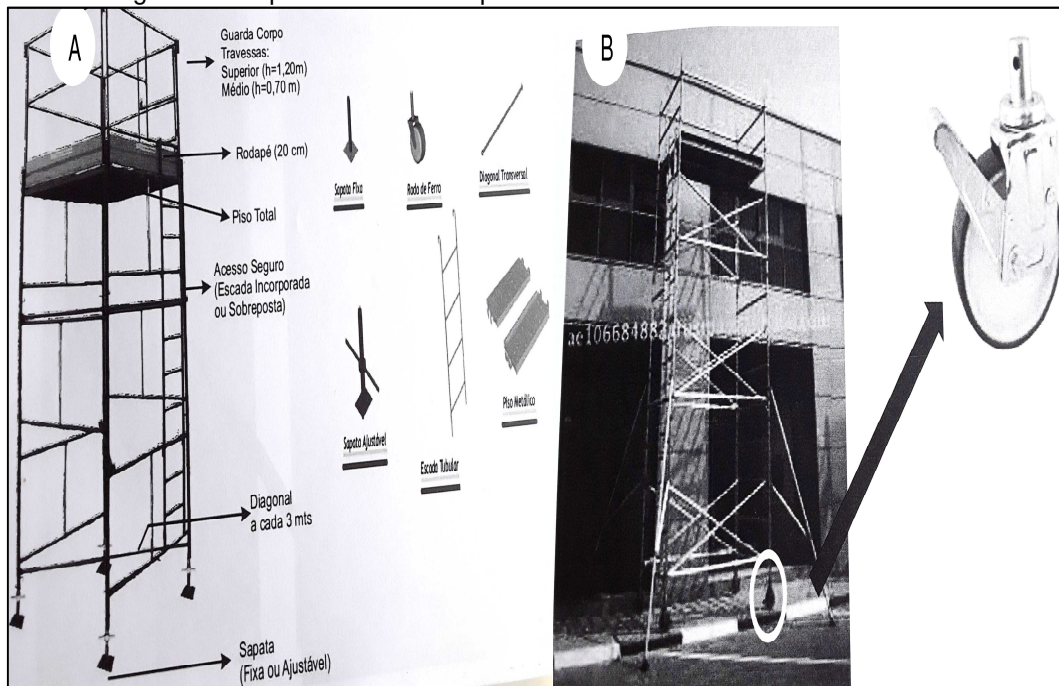 A
Guarda Corpo
Travessas:
Superior (h=1,20m)
Médio (h=0,70 m)
Rodapé (20 cm)
Piso Total
Acesso Seguro
(Escada Incorporada
ou Sobreposta)
Diagonal
a cada 3 mts
Sapata
(Fixa ou Ajustável)
Sapata Fixa
Roda de Ferro
Diagonal Transversal
Sapata Ajustável
Escada Tubular
Piso Metálico
B